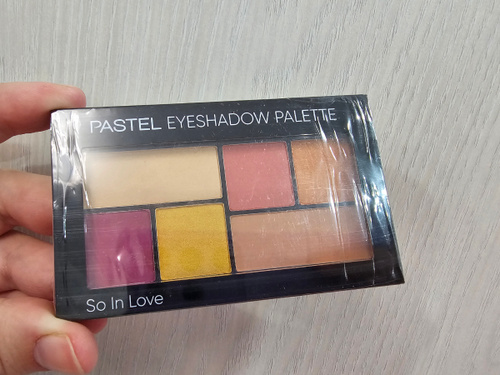 PASTEL EYESHADOW PALETTE
So In Love